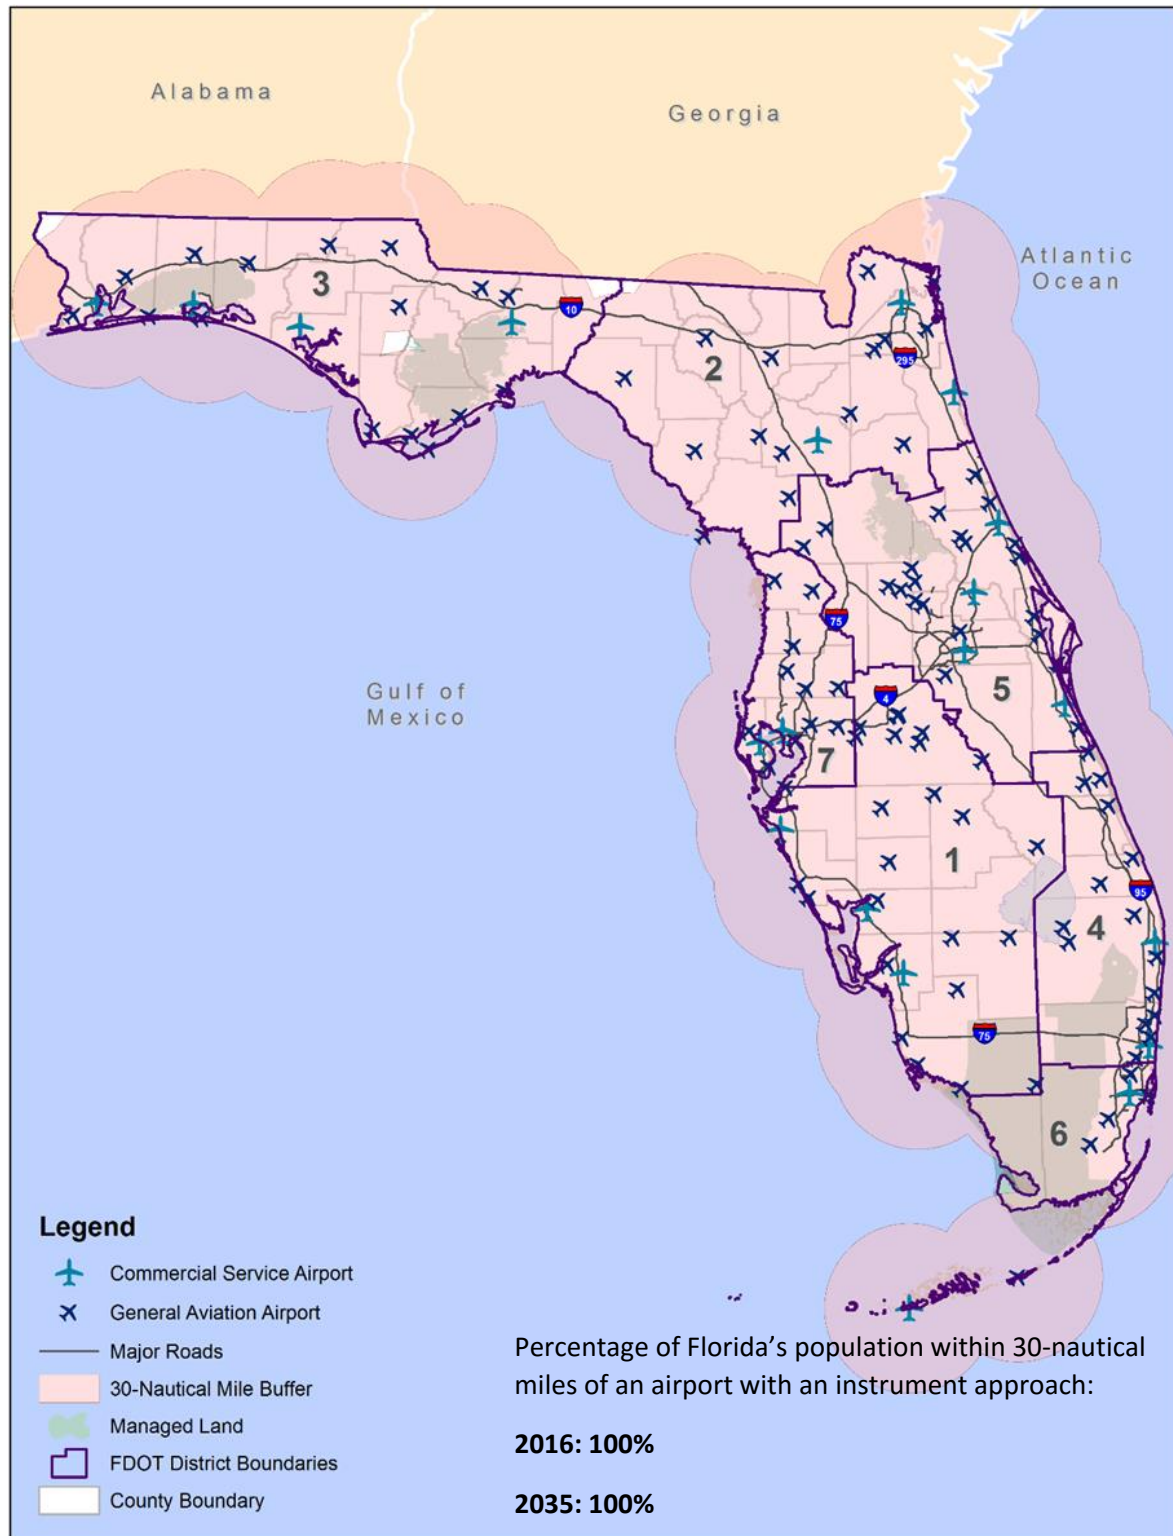 Alabama
Georgia
Atlantic
Ocean
3
10
2
295
75
Gulf of
Mexico
4
5
7
1
95
4
75
6
Legend
Commercial Service Airport
General Aviation Airport
Major Roads
30-Nautical Mile Buffer
Managed Land
FDOT District Boundaries
County Boundary
Percentage of Florida’s population within 30-nautical
miles of an airport with an instrument approach:
2016: 100%
2035: 100%